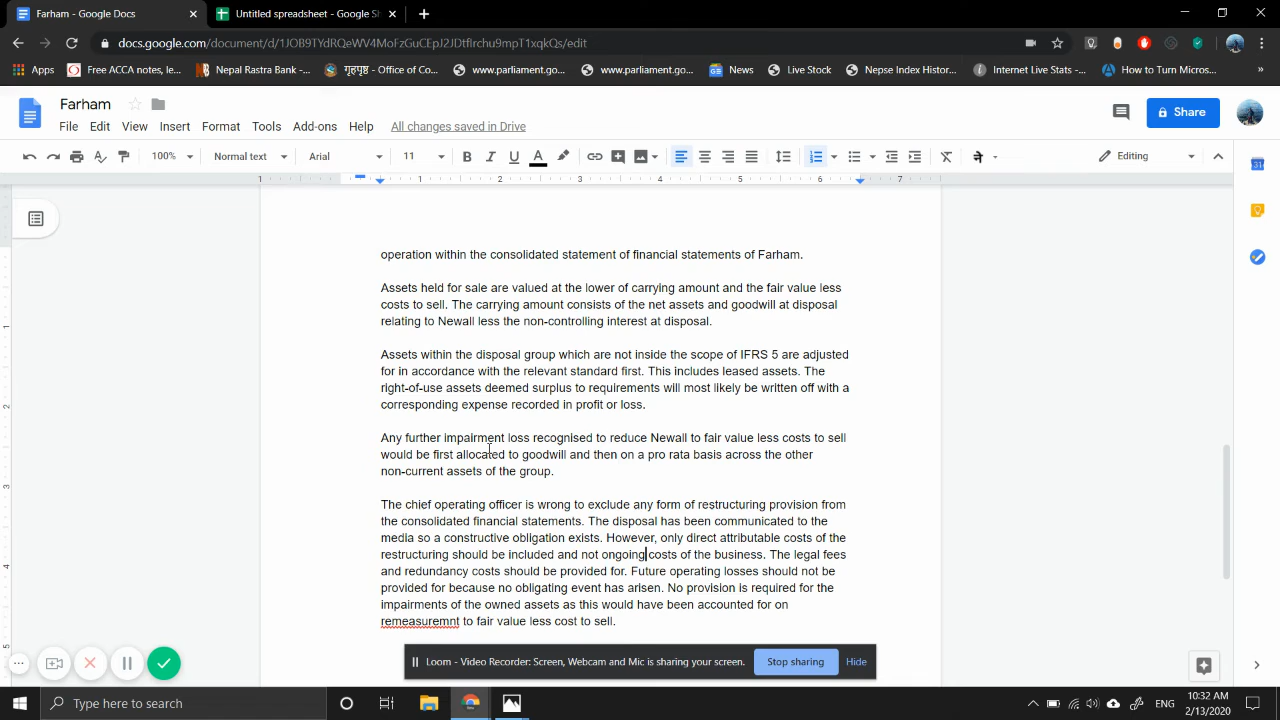 Farham - Google Docs
Untitled spreadsheet - Google Sh
docs.google.com/document/d/1JOB9TYdRQeWV4MoFzGuCEpJ2JDtfIrchu9mpT1xqkQs/edit
Apps
Free ACCA notes, le...
Nepal Rastra Bank -...
गृहपृष्ठ - Office of Co...
www.parliament.go...
www.parliament.go...
News
Live Stock
Nepse Index Histor...
Internet Live Stats -...
How to Turn Micros...
»
Farham
File Edit View Insert Format Tools Add-ons Help All changes saved in Drive
Share
100% Normal text Arial 11 B I U A Editing
1 1 2 3 4 5 6 7
operation within the consolidated statement of financial statements of Farham.
Assets held for sale are valued at the lower of carrying amount and the fair value less
costs to sell. The carrying amount consists of the net assets and goodwill at disposal
relating to Newall less the non-controlling interest at disposal.
Assets within the disposal group which are not inside the scope of IFRS 5 are adjusted
for in accordance with the relevant standard first. This includes leased assets. The
right-of-use assets deemed surplus to requirements will most likely be written off with a
corresponding expense recorded in profit or loss.
Any further impairment loss recognised to reduce Newall to fair value less costs to sell
would be first allocated to goodwill and then on a pro rata basis across the other
non-current assets of the group.
The chief operating officer is wrong to exclude any form of restructuring provision from
the consolidated financial statements. The disposal has been communicated to the
media so a constructive obligation exists. However, only direct attributable costs of the
restructuring should be included and not ongoing costs of the business. The legal fees
and redundancy costs should be provided for. Future operating losses should not be
provided for because no obligating event has arisen. No provision is required for the
impairments of the owned assets as this would have been accounted for on
remeasuremnt to fair value less cost to sell.
1
2
3
4
5
31
Loom - Video Recorder: Screen, Webcam and Mic is sharing your screen.
Stop sharing
Hide
Type here to search
ENG
10:32 AM
2/13/2020